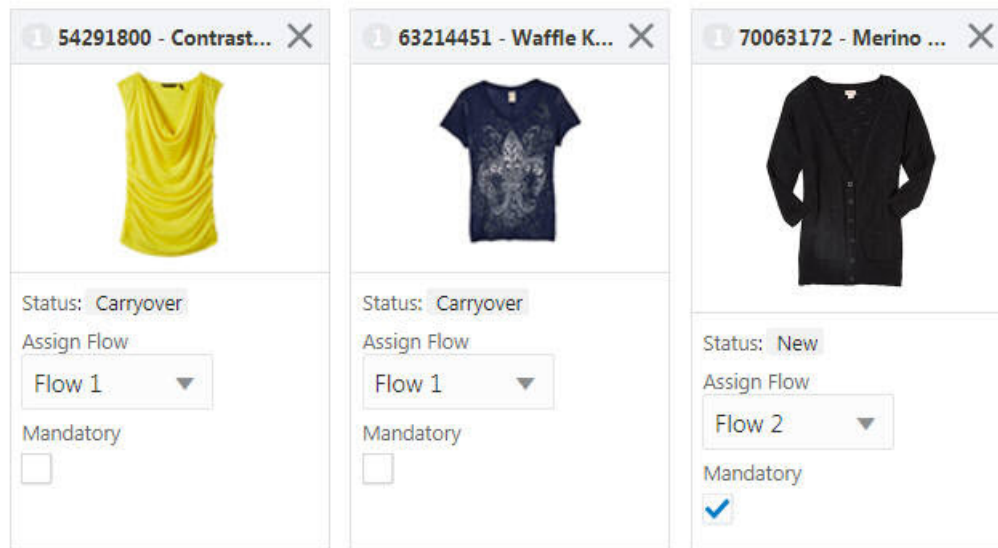 1 54291800 - Contrast...
Status: Carryover
Assign Flow
Flow 1
Mandatory
1 63214451 - Waffle K...
Status: Carryover
Assign Flow
Flow 1
Mandatory
1 70063172 - Merino ...
Status: New
Assign Flow
Flow 2
Mandatory